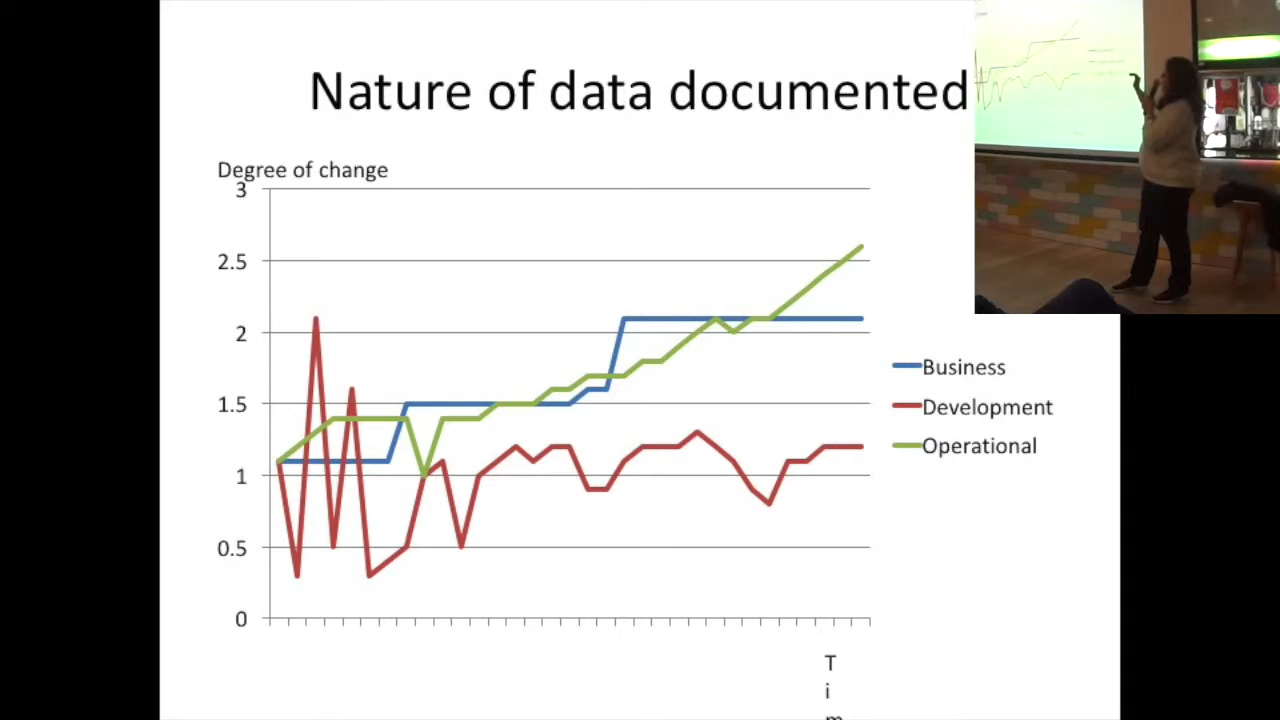 Nature of data documented
Degree of change
3
2.5
2
1.5
1
0.5
0
Business
Development
Operational
T
i
m